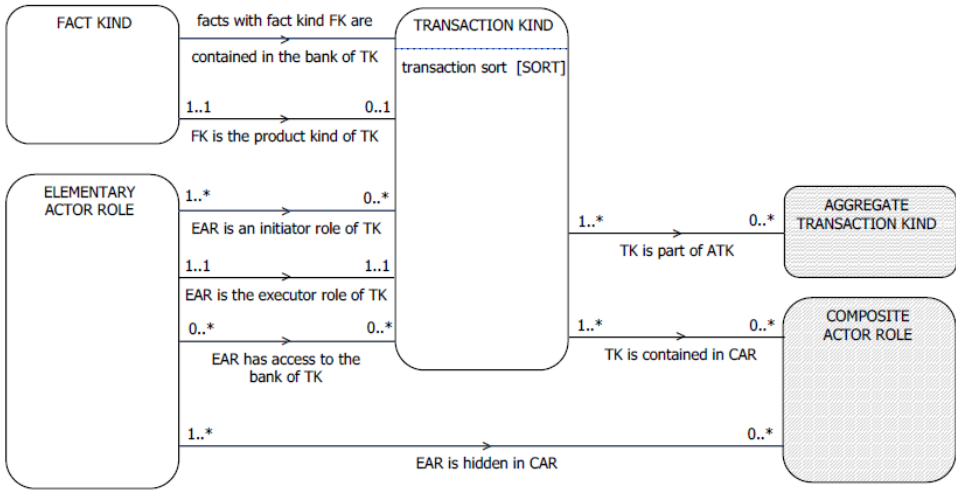 FACT KIND
facts with fact kind FK are
contained in the bank of TK
1..1 0..1
FK is the product kind of TK
TRANSACTION KIND
transaction sort [SORT]
ELEMENTARY
ACTOR ROLE
1..* 0..*
EAR is an initiator role of TK
1..1 1..1
EAR is the executor role of TK
0..* 0..*
EAR has access to the
bank of TK
1..* 0..*
TK is part of ATK
AGGREGATE
TRANSACTION KIND
1..* 0..*
TK is contained in CAR
COMPOSITE
ACTOR ROLE
1..* 0..*
EAR is hidden in CAR